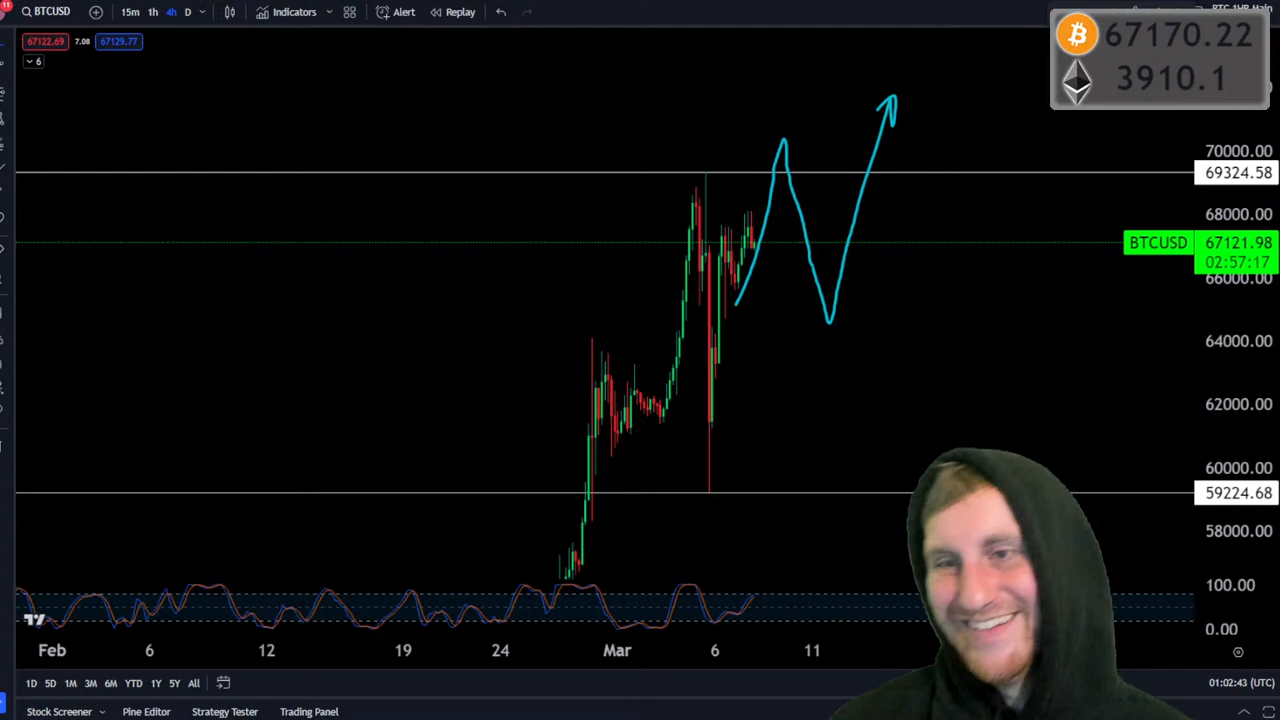 11
BTCUSD
15m 1h 4h D
Indicators
Alert
Replay
67122.69 7.08 67129.77
6
67170.22
3910.1
70000.00
69324.58
68000.00
BTCUSD 67121.98
02:57:17
66000.00
64000.00
62000.00
60000.00
59224.68
58000.00
100.00
0.00
Feb 6 12 19 24 Mar 6 11
1D 5D 1M 3M 6M YTD 1Y 5Y All
01:02:43 (UTC)
Stock Screener Pine Editor Strategy Tester Trading Panel